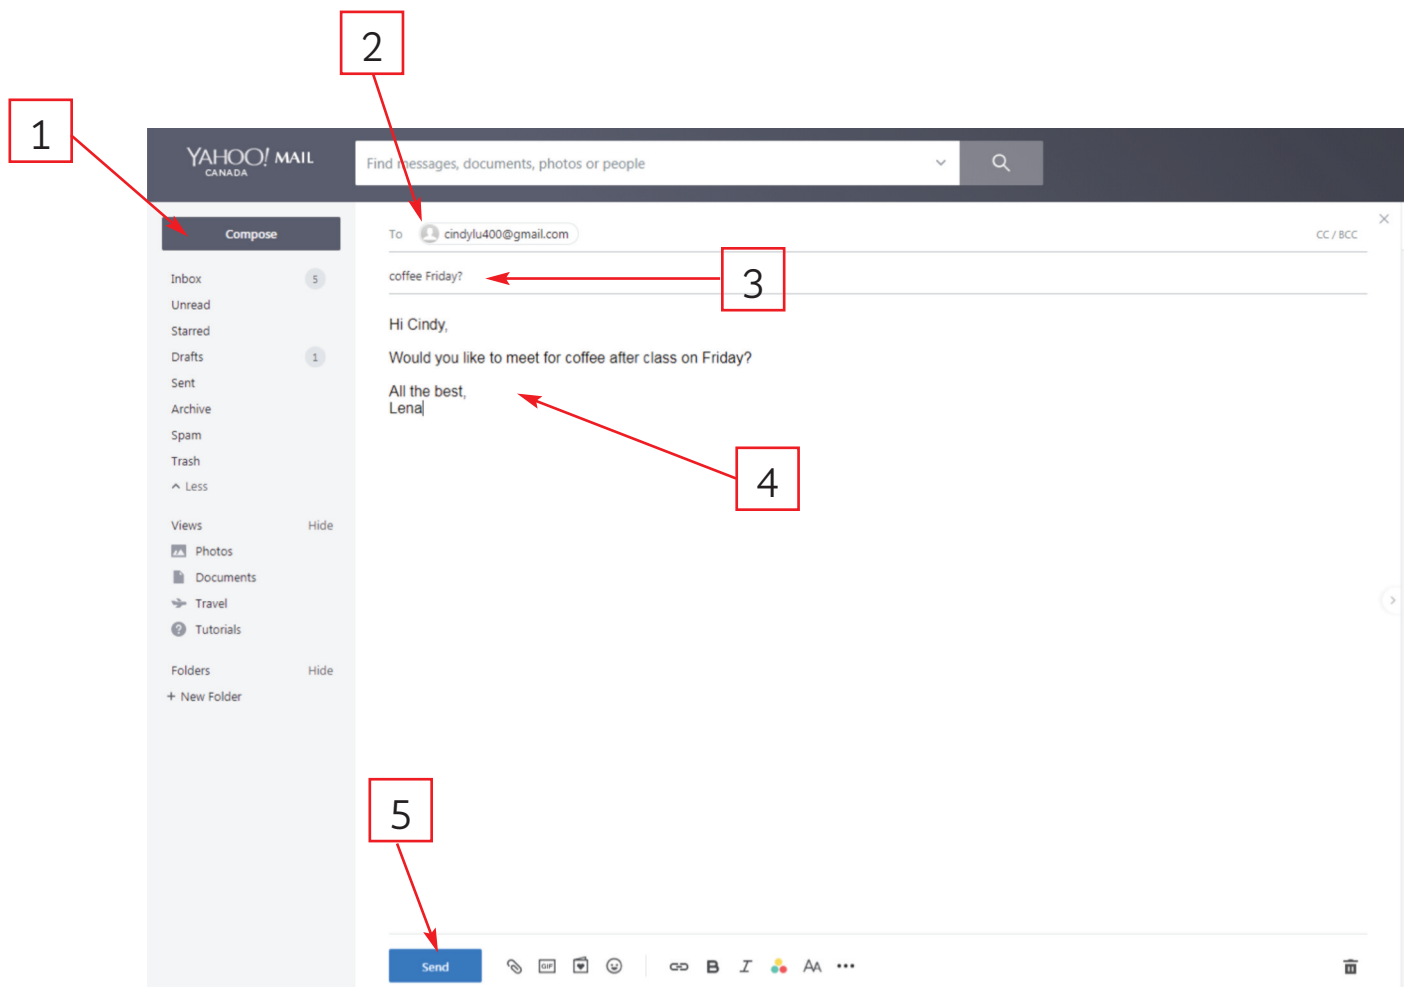 2
1
YAHOO! MAIL
CANADA
Find messages, documents, photos or people
Compose
To cindylu400@gmail.com CC / BCC
coffee Friday?
3
Inbox 5
Unread
Starred
Drafts 1
Sent
Archive
Spam
Trash
Less
Views Hide
Photos
Documents
Travel
Tutorials
Folders Hide
+ New Folder
Hi Cindy,
Would you like to meet for coffee after class on Friday?
All the best,
Lena
4
5
Send GIF B I AA •••